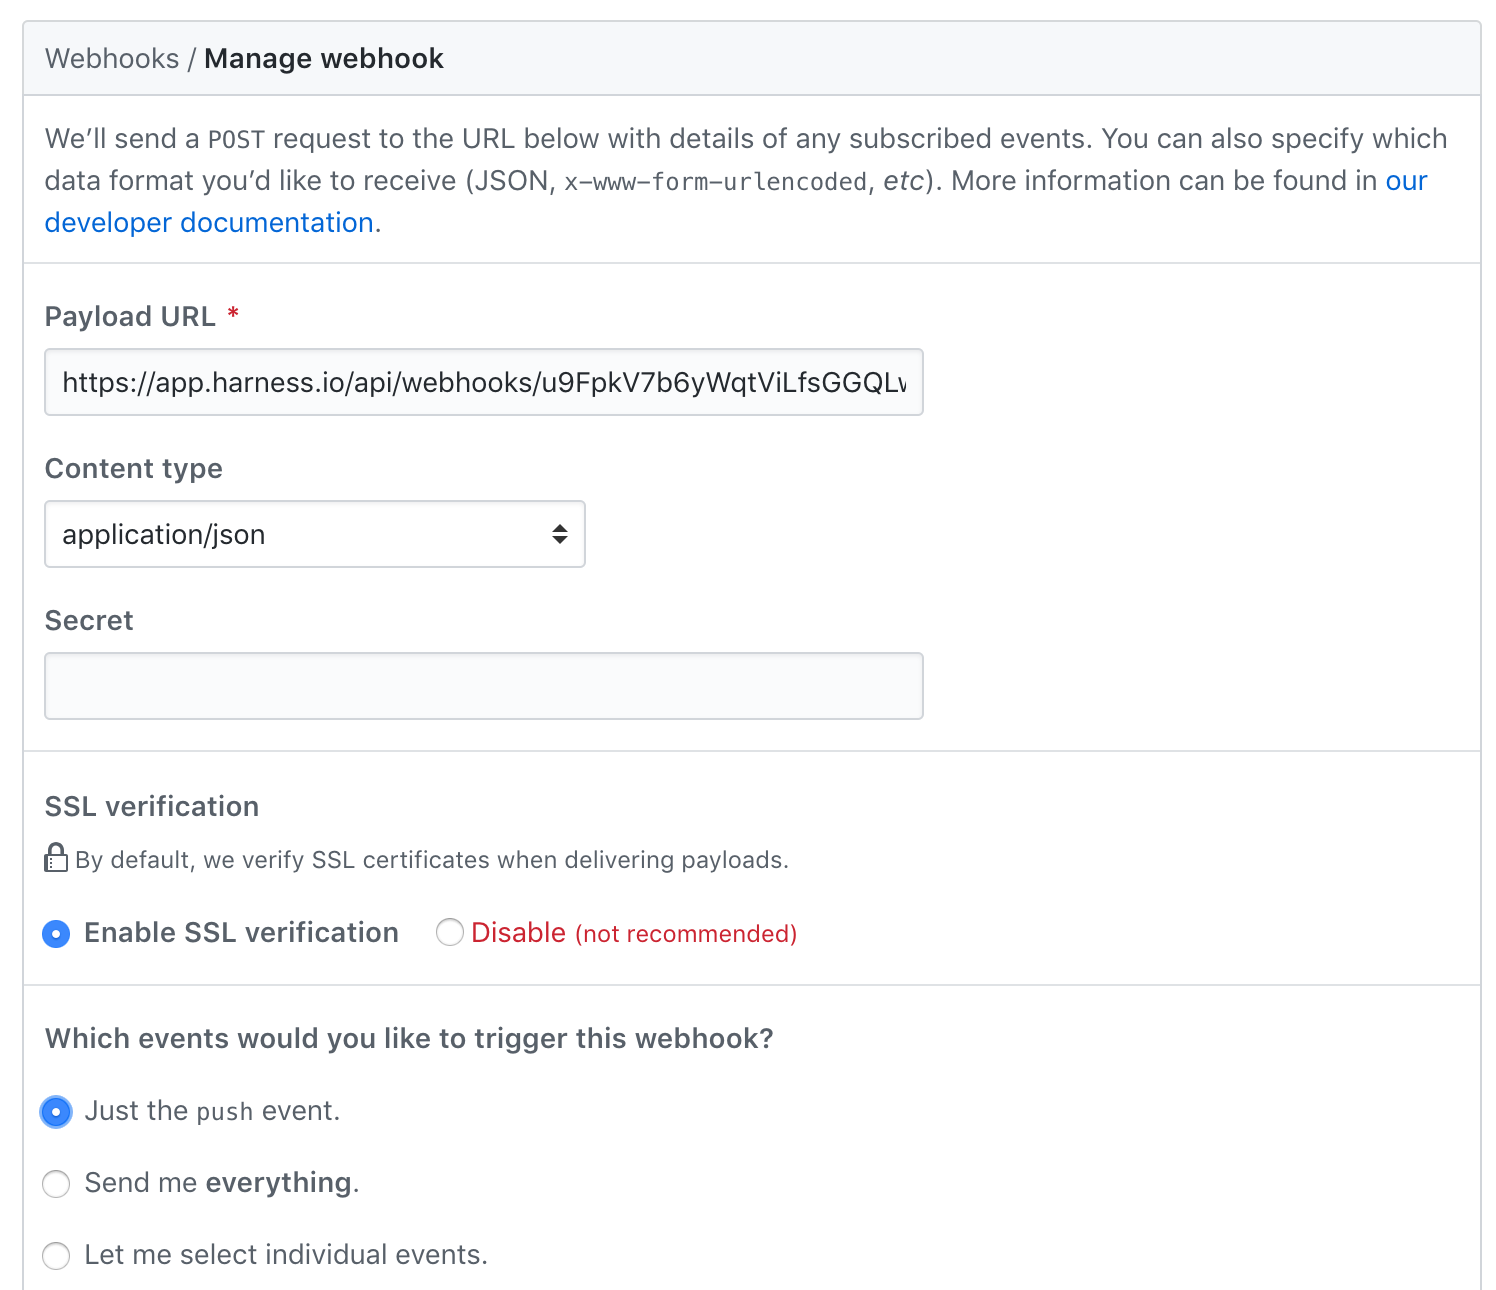 Webhooks / Manage webhook
We’ll send a POST request to the URL below with details of any subscribed events. You can also specify which
data format you’d like to receive (JSON, x-www-form-urlencoded, etc). More information can be found in our
developer documentation.
Payload URL *
https://app.harness.io/api/webhooks/u9FpkV7b6yWqtViLfsGGQLw
Content type
application/json
Secret
SSL verification
By default, we verify SSL certificates when delivering payloads.
Enable SSL verification Disable (not recommended)
Which events would you like to trigger this webhook?
Just the push event.
Send me everything.
Let me select individual events.